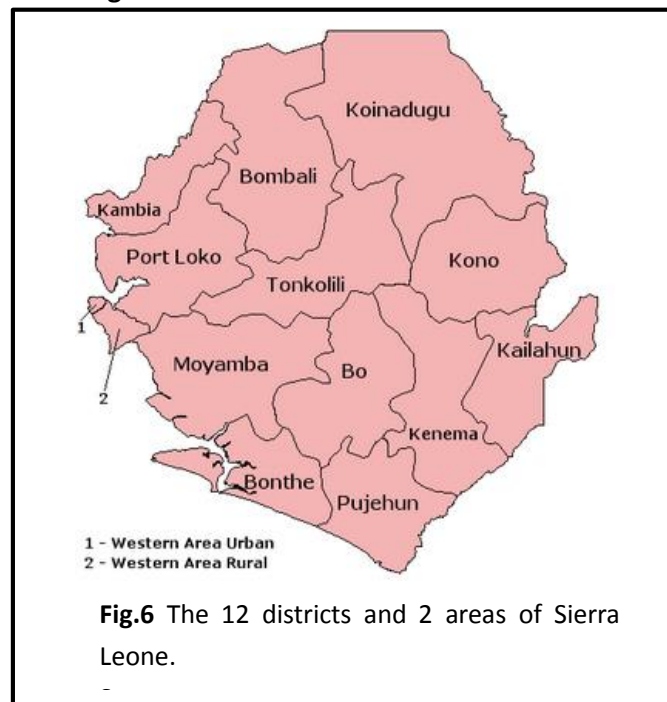 Koinadugu
Bombali
Kambia
Port Loko
Kono
Tonkolili
1
Kailahun
Moyamba
Bo
2
Kenema
Bonthe
Pujehun
1 - Western Area Urban
2 - Western Area Rural
Fig.6 The 12 districts and 2 areas of Sierra
Leone.